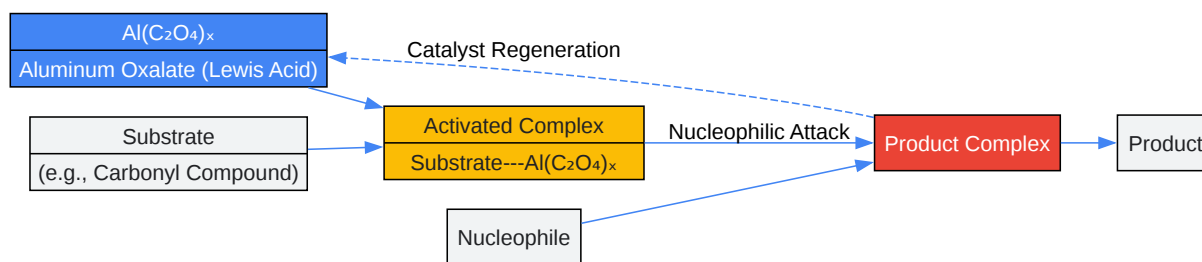 Al(C₂O₄)ₓ
Aluminum Oxalate (Lewis Acid)
Catalyst Regeneration
Substrate
(e.g., Carbonyl Compound)
Activated Complex
Substrate---Al(C₂O₄)ₓ
Nucleophilic Attack
Product Complex
Product
Nucleophile